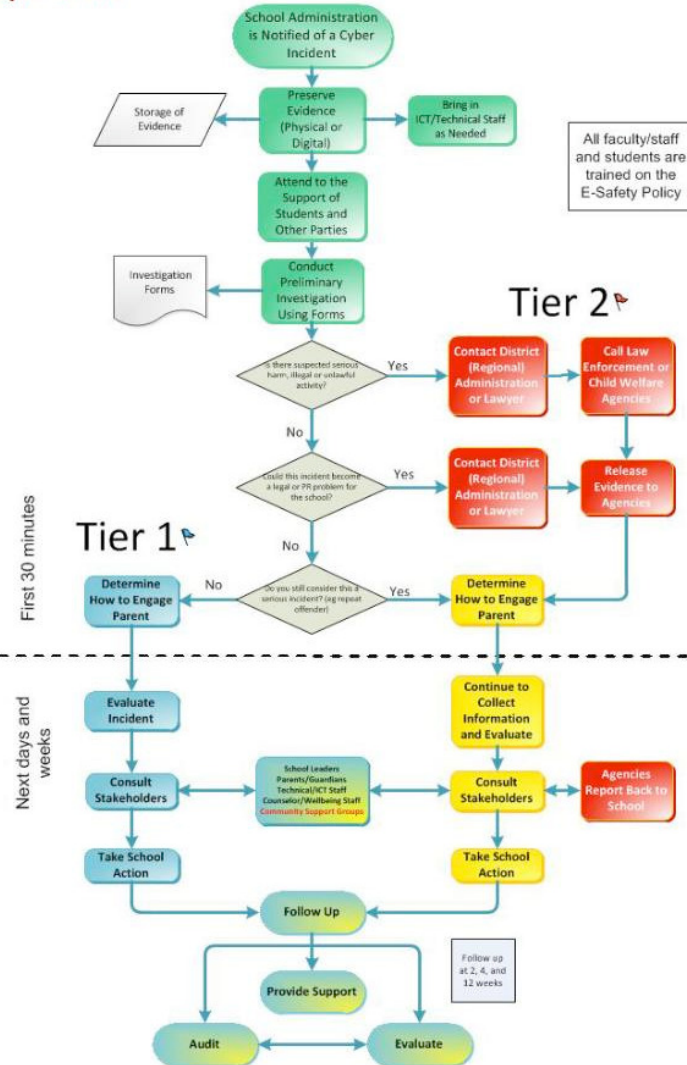 School Administration
is Notified of a Cyber
Incident
Storage of
Evidence
Preserve
Evidence
(Physical or
Digital)
Bring in
ICT/Technical Staff
as Needed
All faculty/staff
and students are
trained on the
E-Safety Policy
Attend to the
Support of
Students and
Other Parties
Investigation
Forms
Conduct
Preliminary
Investigation
Using Forms
Tier 2
Is there suspected serious
harm, illegal or unlawful
activity?
Yes
Contact District
(Regional)
Administration
or Lawyer
Call Law
Enforcement or
Child Welfare
Agencies
No
Could this incident become
a legal or PR problem for
the school?
Yes
Contact District
(Regional)
Administration
or Lawyer
Release
Evidence to
Agencies
First 30 minutes
Tier 1
No
Do you still consider this a
serious incident? (eg repeat
offender)
No
Yes
Determine
How to Engage
Parent
Determine
How to Engage
Parent
Next days and
weeks
Evaluate
Incident
Continue to
Collect
Information
and Evaluate
Consult
Stakeholders
School Leaders
Parents/Guardians
Technical/ICT Staff
Counselor/Wellbeing Staff
Community Support Groups
Consult
Stakeholders
Agencies
Report Back to
School
Take School
Action
Take School
Action
Follow Up
Follow up
at 2, 4, and
12 weeks
Provide Support
Audit
Evaluate